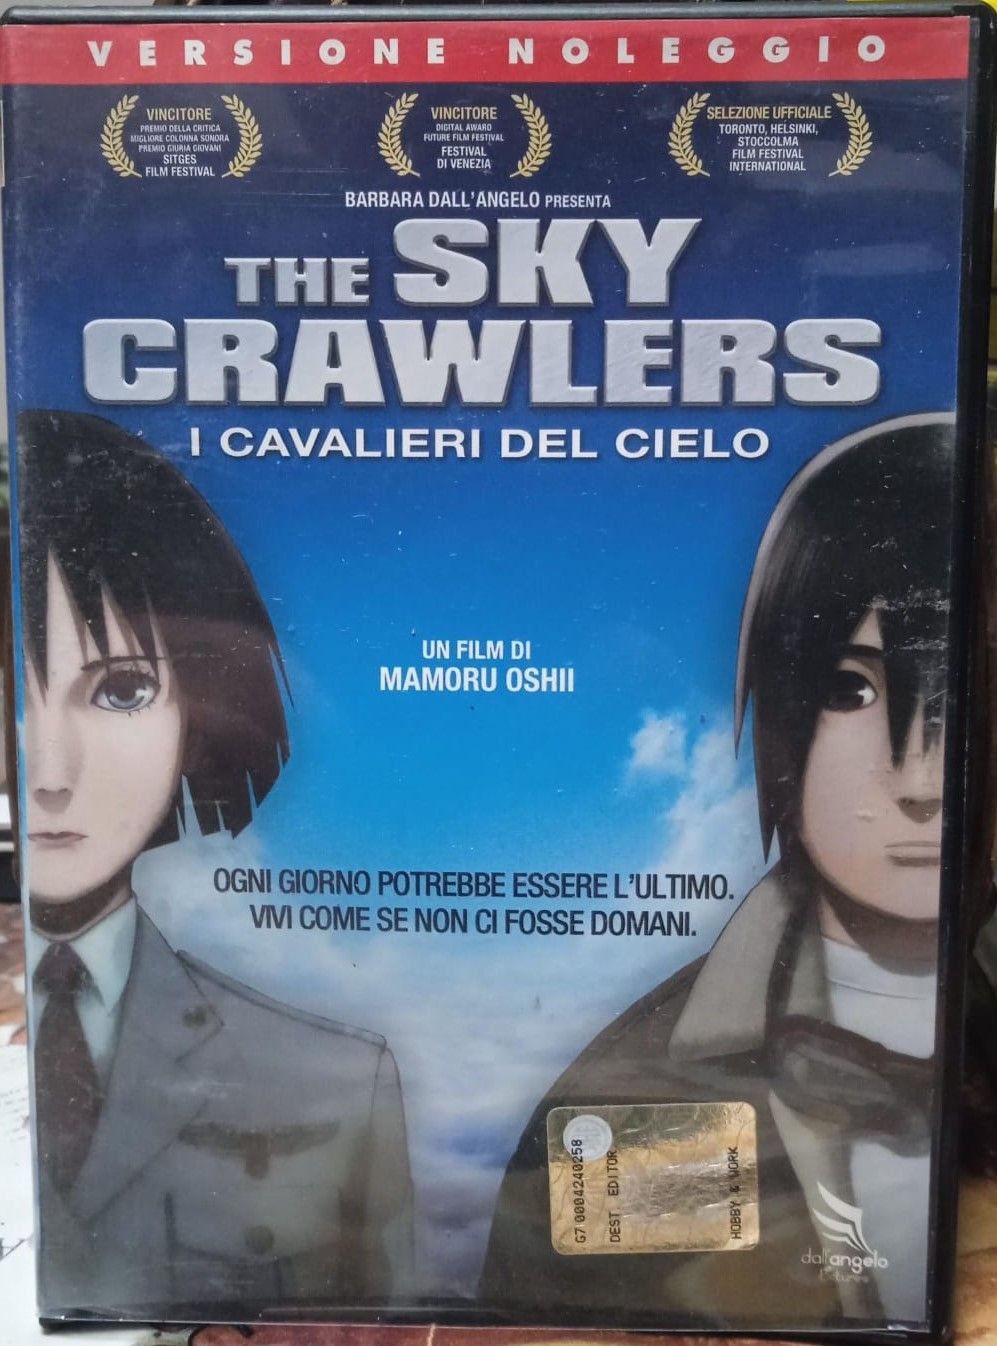 VERSIONE NOLEGGIO
VINCITORE
PREMIO DELLA CRITICA
MIGLIORE COLONNA SONORA
PREMIO GIURIA GIOVANI
SITGES
FILM FESTIVAL
VINCITORE
DIGITAL AWARD
FUTURE FILM FESTIVAL
FESTIVAL
DI VENEZIA
SELEZIONE UFFICIALE
TORONTO, HELSINKI,
STOCCOLMA
FILM FESTIVAL
INTERNATIONAL
BARBARA DALL'ANGELO PRESENTA
THE SKY
CRAWLERS
I CAVALIERI DEL CIELO
UN FILM DI
MAMORU OSHII
OGNI GIORNO POTREBBE ESSERE L'ULTIMO.
VIVI COME SE NON CI FOSSE DOMANI.
G7 0004240258
DEST EDITOR
HOBBY & WORK
dall'angelo